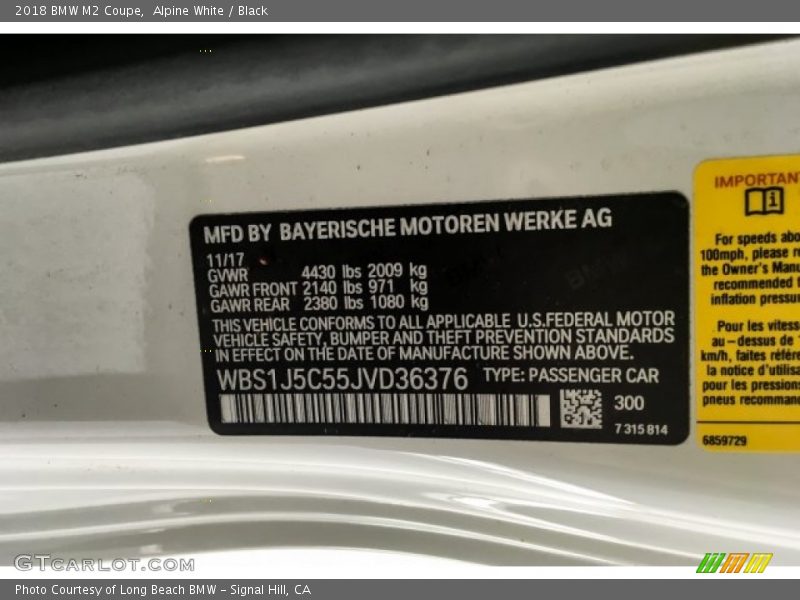 2018 BMW M2 Coupe,  Alpine White / Black
MFD BY BAYERISCHE MOTOREN WERKE AG
11/17
GVWR 4430 lbs 2009 kg
GAWR FRONT 2140 lbs 971 kg
GAWR REAR 2380 lbs 1080 kg
THIS VEHICLE CONFORMS TO ALL APPLICABLE U.S.FEDERAL MOTOR
VEHICLE SAFETY, BUMPER AND THEFT PREVENTION STANDARDS
IN EFFECT ON THE DATE OF MANUFACTURE SHOWN ABOVE.
WBS1J5C55JVD36376 TYPE: PASSENGER CAR
300
7 315 814
IMPORTANT
For speeds abo
100mph, please r
the Owner's Manu
recommended
inflation pressu
Pour les vitess
au-dessus de
km/h, faites référe
la notice d'utilisa
pour les pressions
pneus recommand
6859729
GTCARLOT.COM
Photo Courtesy of Long Beach BMW - Signal Hill, CA